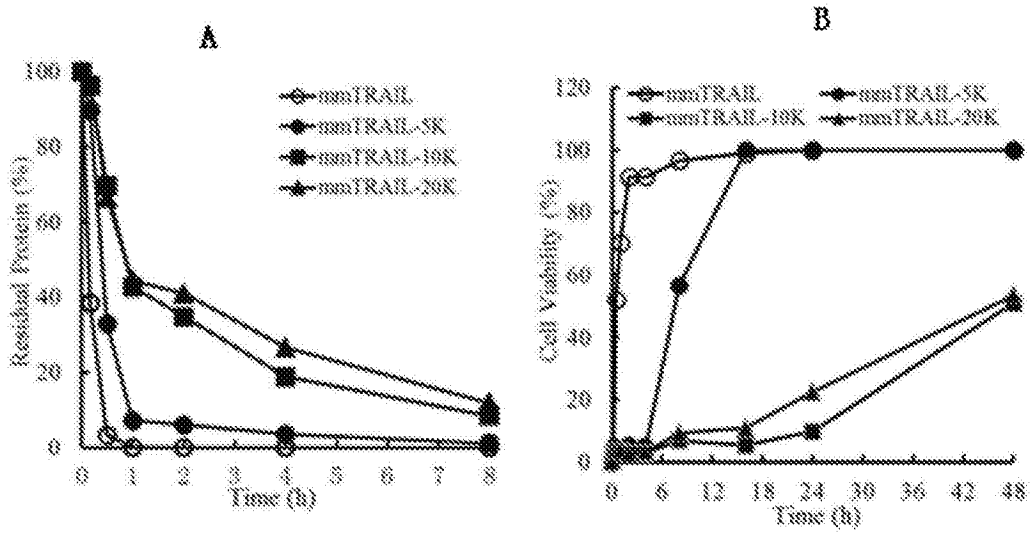 A
100
80
60
40
20
0
Residual Protein (%)
mmTRAIL
mmTRAIL-5K
mmTRAIL-10K
mmTRAIL-20K
0 1 2 3 4 5 6 7 8
Time (h)
B
120
100
80
60
40
20
0
Cell Viability (%)
mmTRAIL mmTRAIL-5K
mmTRAIL-10K mmTRAIL-20K
0 6 12 18 24 30 36 42 48
Time (h)